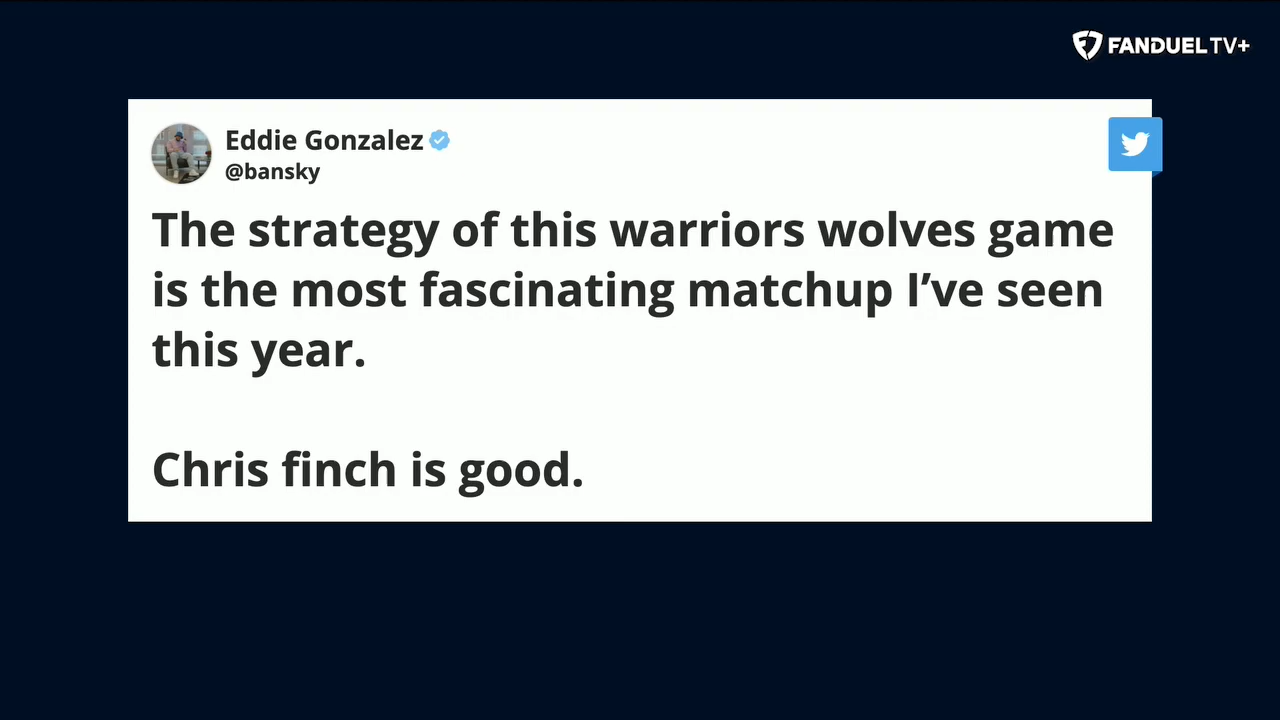 FANDUEL TV+
Eddie Gonzalez
@bansky
The strategy of this warriors wolves game
is the most fascinating matchup I’ve seen
this year.
Chris finch is good.